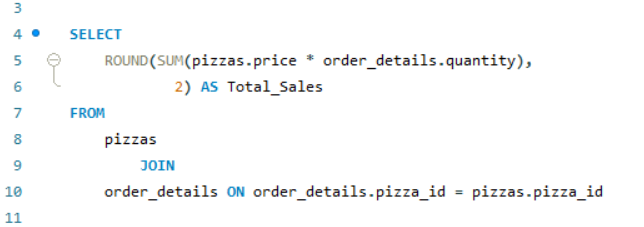 3
4 SELECT
5 ROUND(SUM(pizzas.price * order_details.quantity),
6 2) AS Total_Sales
7 FROM
8 pizzas
9 JOIN
10 order_details ON order_details.pizza_id = pizzas.pizza_id
11